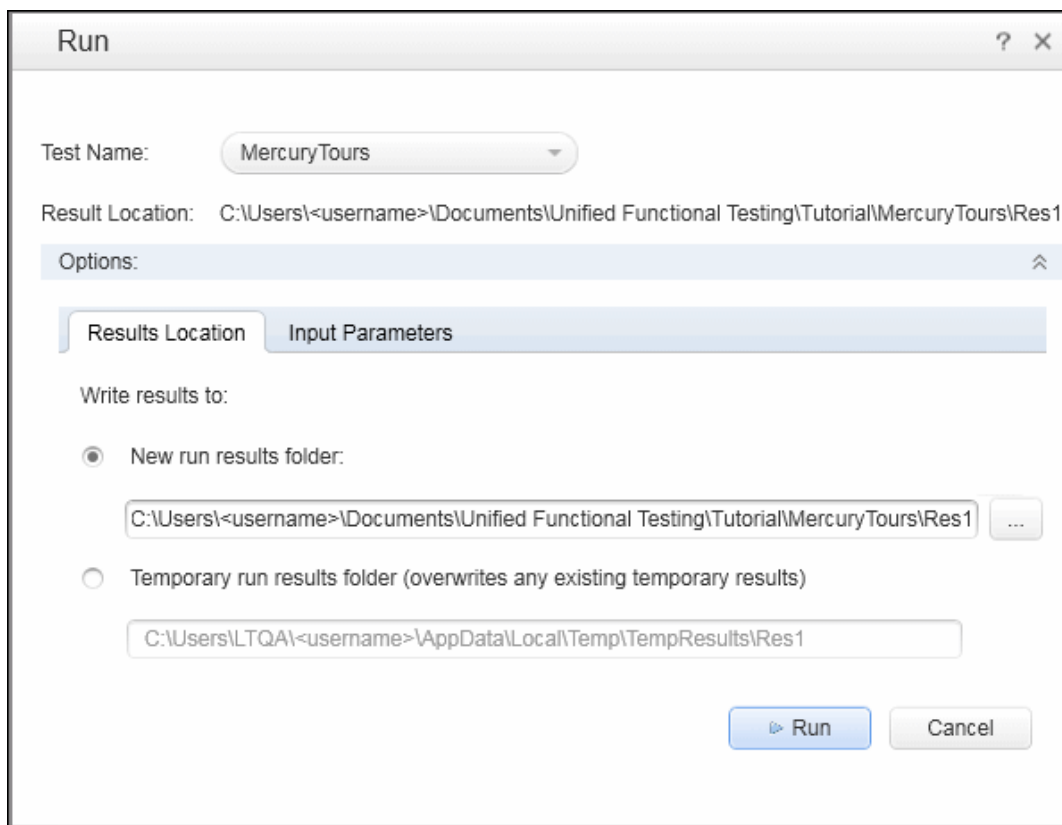 Run
Test Name: MercuryTours
Result Location: C:\Users\<username>\Documents\Unified Functional Testing\Tutorial\MercuryTours\Res1
Options:
Results Location Input Parameters
Write results to:
New run results folder:
C:\Users\<username>\Documents\Unified Functional Testing\Tutorial\MercuryTours\Res1 ...
Temporary run results folder (overwrites any existing temporary results)
C:\Users\LTQA\<username>\AppData\Local\Temp\TempResults\Res1
Run Cancel